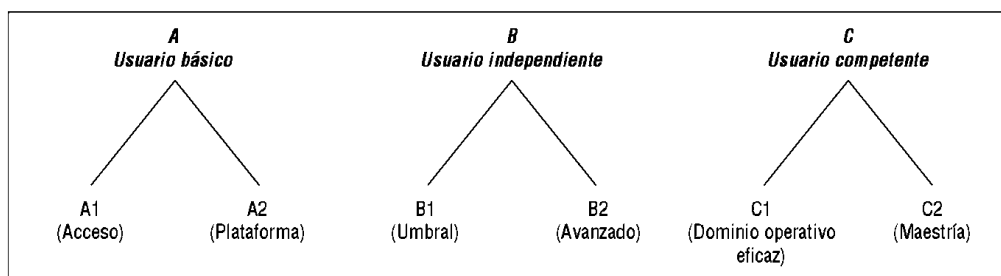 A
Usuario básico
B
Usuario independiente
C
Usuario competente
A1
(Acceso)
A2
(Plataforma)
B1
(Umbral)
B2
(Avanzado)
C1
(Dominio operativo
eficaz)
C2
(Maestría)